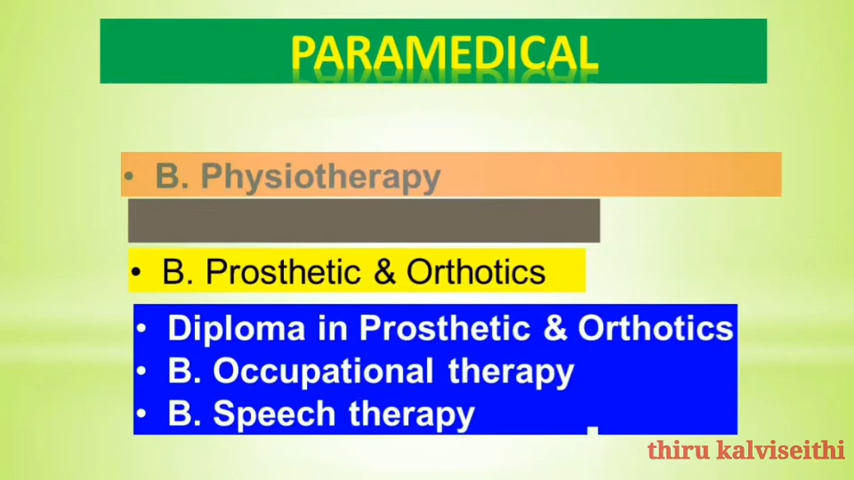 PARAMEDICAL
• B. Physiotherapy
• B. Prosthetic & Orthotics
• Diploma in Prosthetic & Orthotics
• B. Occupational therapy
• B. Speech therapy
thiru kalviseithi